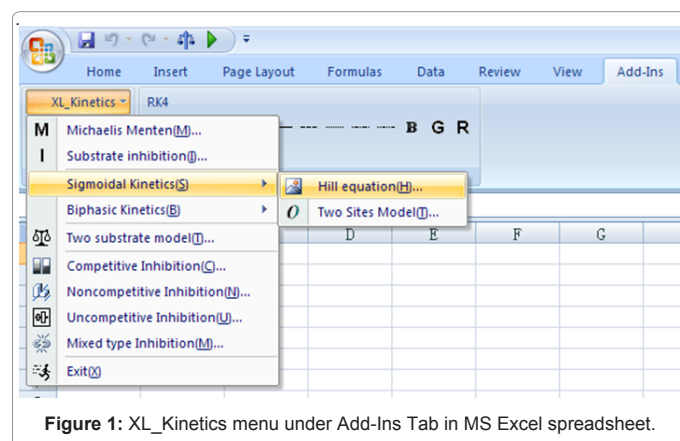 Home Insert Page Layout Formulas Data Review View Add-Ins
XL_Kinetics RK4
M Michaelis Menten(M)... B G R
I Substrate inhibition(I)...
Sigmoidal Kinetics(S) Hill equation(H)...
Biphasic Kinetics(B) O Two Sites Model(T)...
Two substrate model(T)... D E F G
Competitive Inhibition(C)...
Noncompetitive Inhibition(N)...
Uncompetitive Inhibition(U)...
Mixed type Inhibition(M)...
Exit(X)
Figure 1: XL_Kinetics menu under Add-Ins Tab in MS Excel spreadsheet.